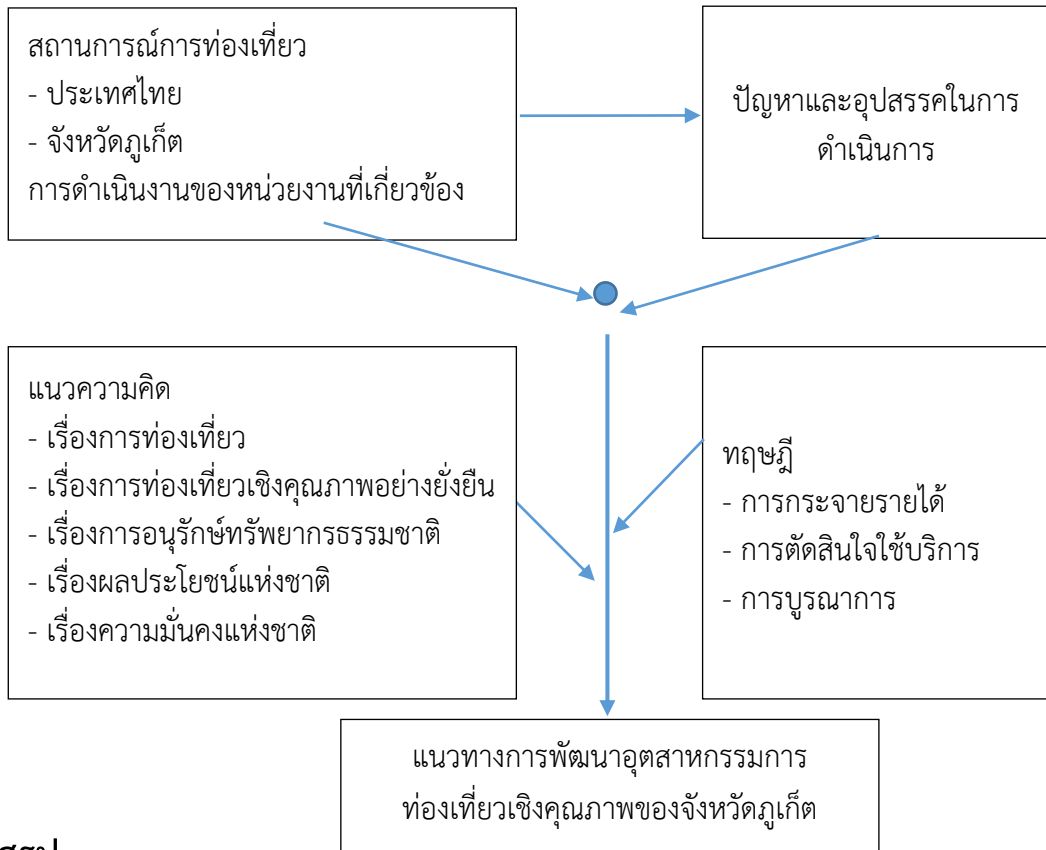 สถานการณ์การท่องเที่ยว
- ประเทศไทย
- จังหวัดภูเก็ต
การดำเนินงานของหน่วยงานที่เกี่ยวข้อง
ปัญหาและอุปสรรคในการ
ดำเนินการ
แนวความคิด
- เรื่องการท่องเที่ยว
- เรื่องการท่องเที่ยวเชิงคุณภาพอย่างยั่งยืน
- เรื่องการอนุรักษ์ทรัพยากรธรรมชาติ
- เรื่องผลประโยชน์แห่งชาติ
- เรื่องความมั่นคงแห่งชาติ
ทฤษฎี
- การกระจายรายได้
- การตัดสินใจใช้บริการ
- การบูรณาการ
แนวทางการพัฒนาอุตสาหกรรมการ
ท่องเที่ยวเชิงคุณภาพของจังหวัดภูเก็ต